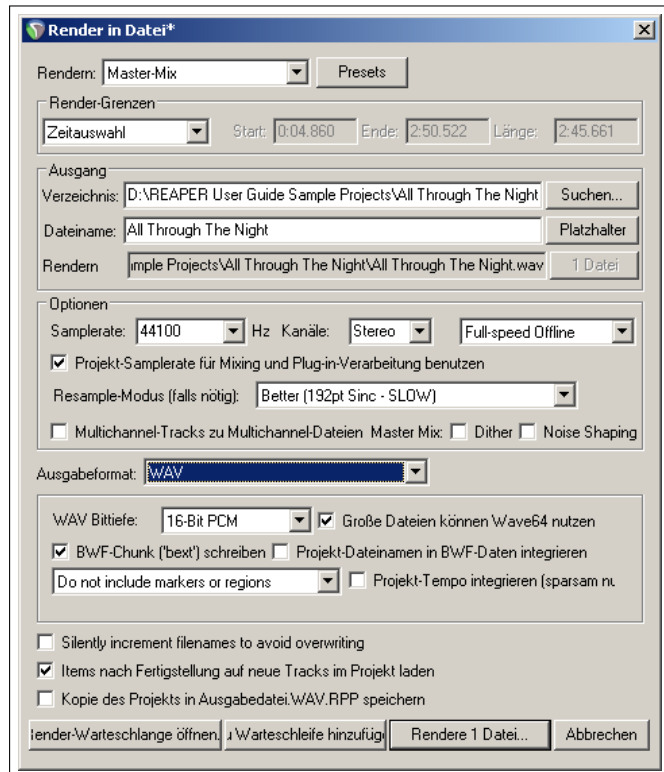 Render in Datei*
Rendern: Master-Mix Presets
Render-Grenzen
Zeitauswahl Start: 0:04.860 Ende: 2:50.522 Länge: 2:45.661
Ausgang
Verzeichnis: D:\REAPER User Guide Sample Projects\All Through The Night Suchen...
Dateiname: All Through The Night Platzhalter
Rendern mple Projects\All Through The Night\All Through The Night.wav 1 Datei
Optionen
Samplerate: 44100 Hz Kanäle: Stereo Full-speed Offline
Projekt-Samplerate für Mixing und Plug-in-Verarbeitung benutzen
Resample-Modus (falls nötig): Better (192pt Sinc - SLOW)
Multichannel-Tracks zu Multichannel-Dateien Master Mix: Dither Noise Shaping
Ausgabeformat: WAV
WAV Bittiefe: 16-Bit PCM Große Dateien können Wave64 nutzen
BWF-Chunk ('bext') schreiben Projekt-Dateinamen in BWF-Daten integrieren
Do not include markers or regions Projekt-Tempo integrieren (sparsam nu
Silently increment filenames to avoid overwriting
Items nach Fertigstellung auf neue Tracks im Projekt laden
Kopie des Projekts in Ausgabedatei.WAV.RPP speichern
ender-Warteschlange öffnen. u Warteschleife hinzufüg Rendere 1 Datei... Abbrechen